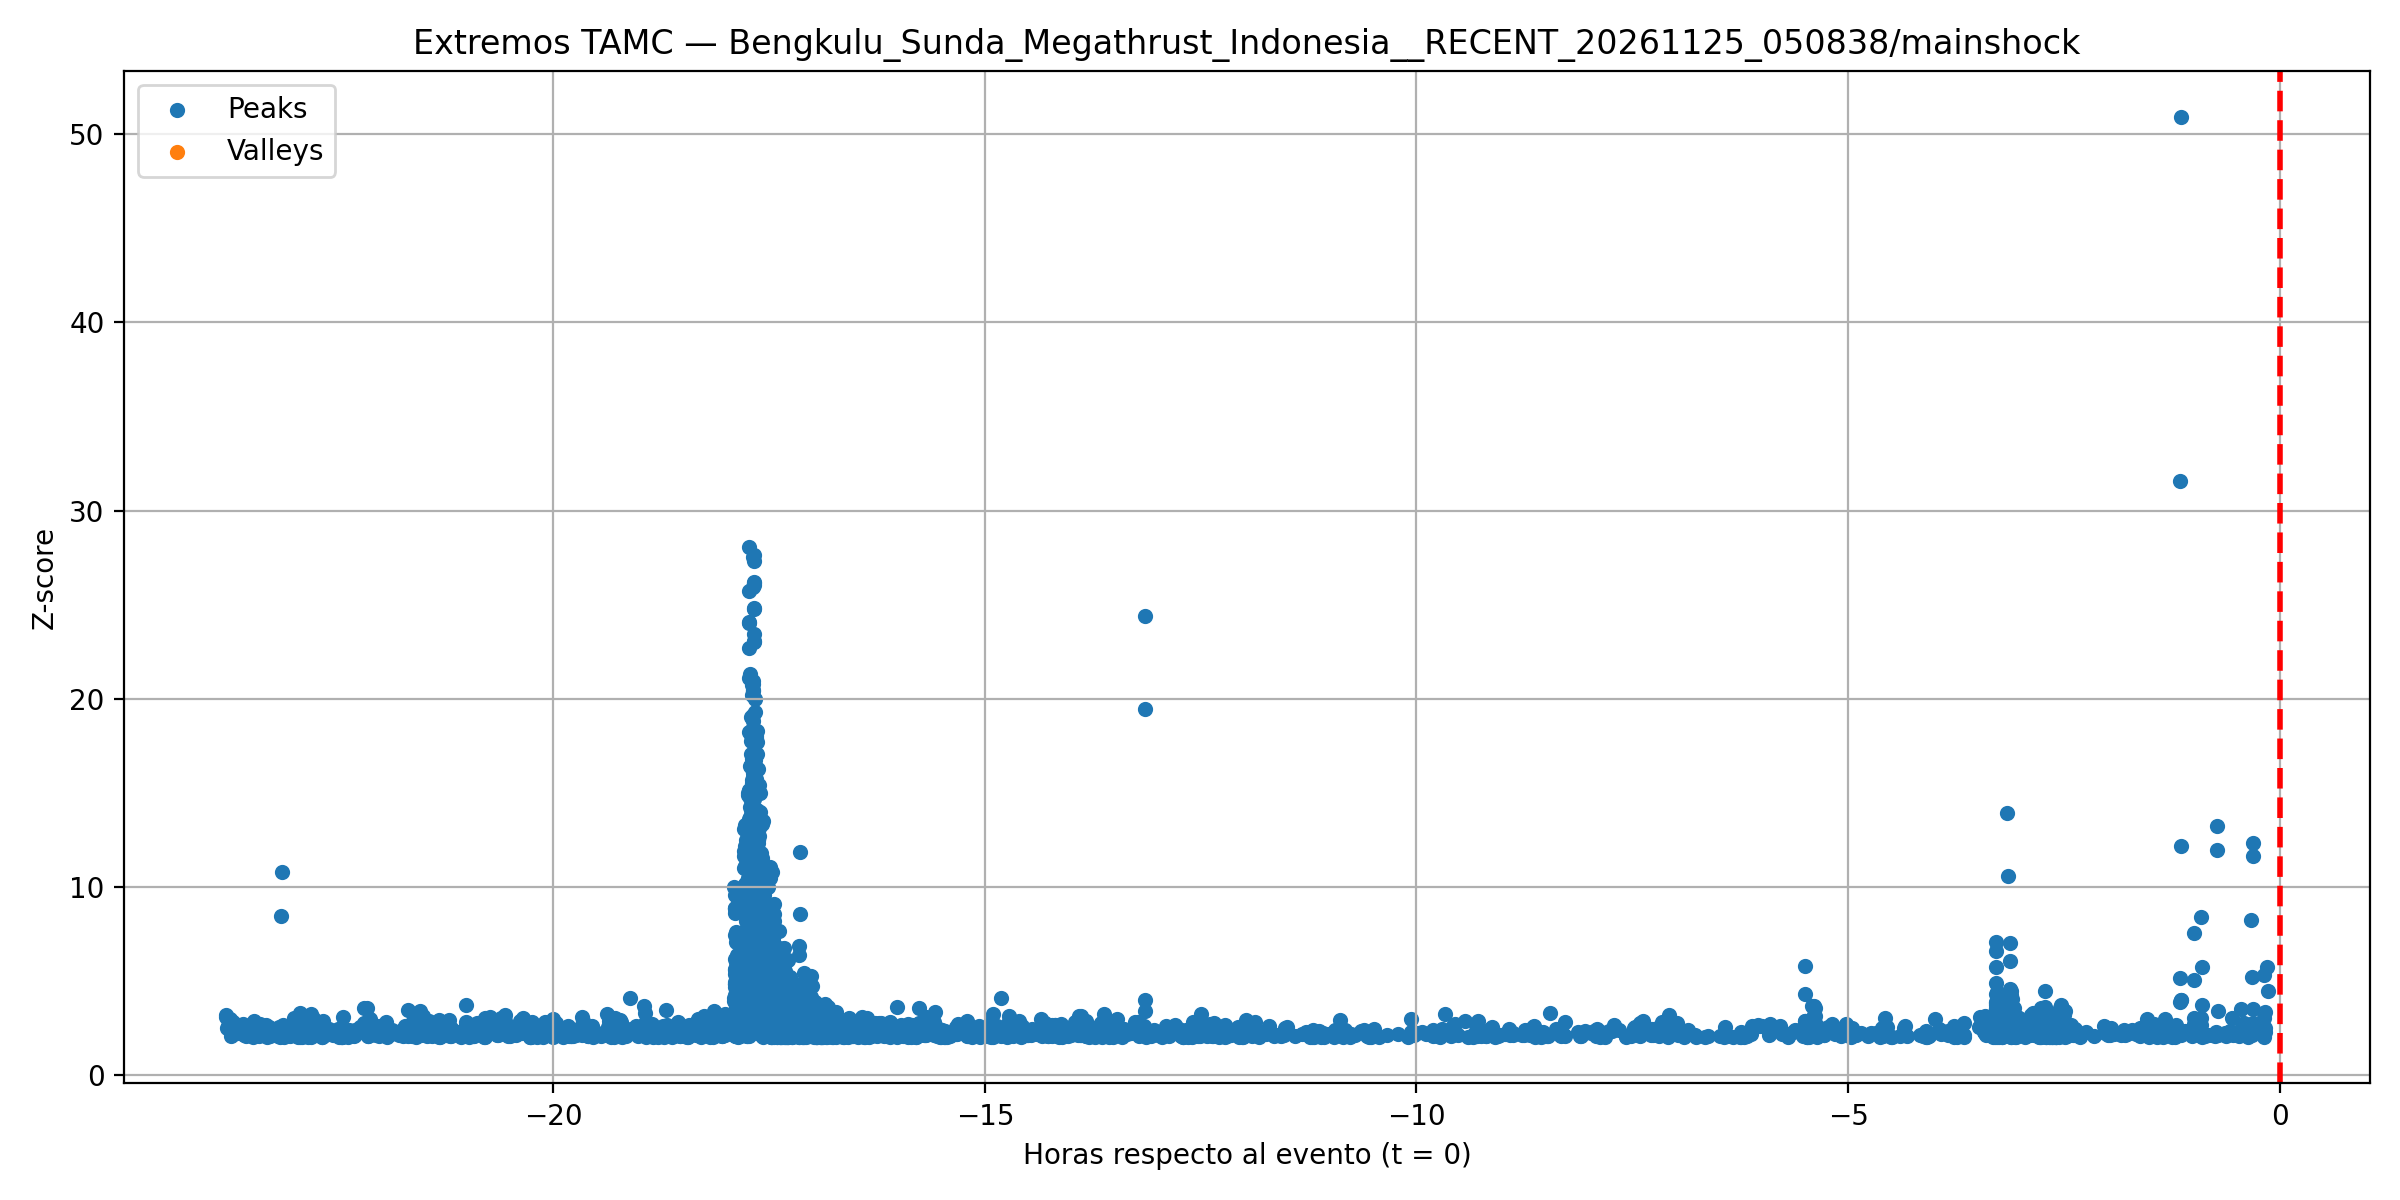 Extremos TAMC — Bengkulu_Sunda_Megathrust_Indonesia__RECENT_20261125_050838/mainshock
Peaks
Valleys
Z-score
50
40
30
20
10
0
−20 −15 −10 −5 0
Horas respecto al evento (t = 0)